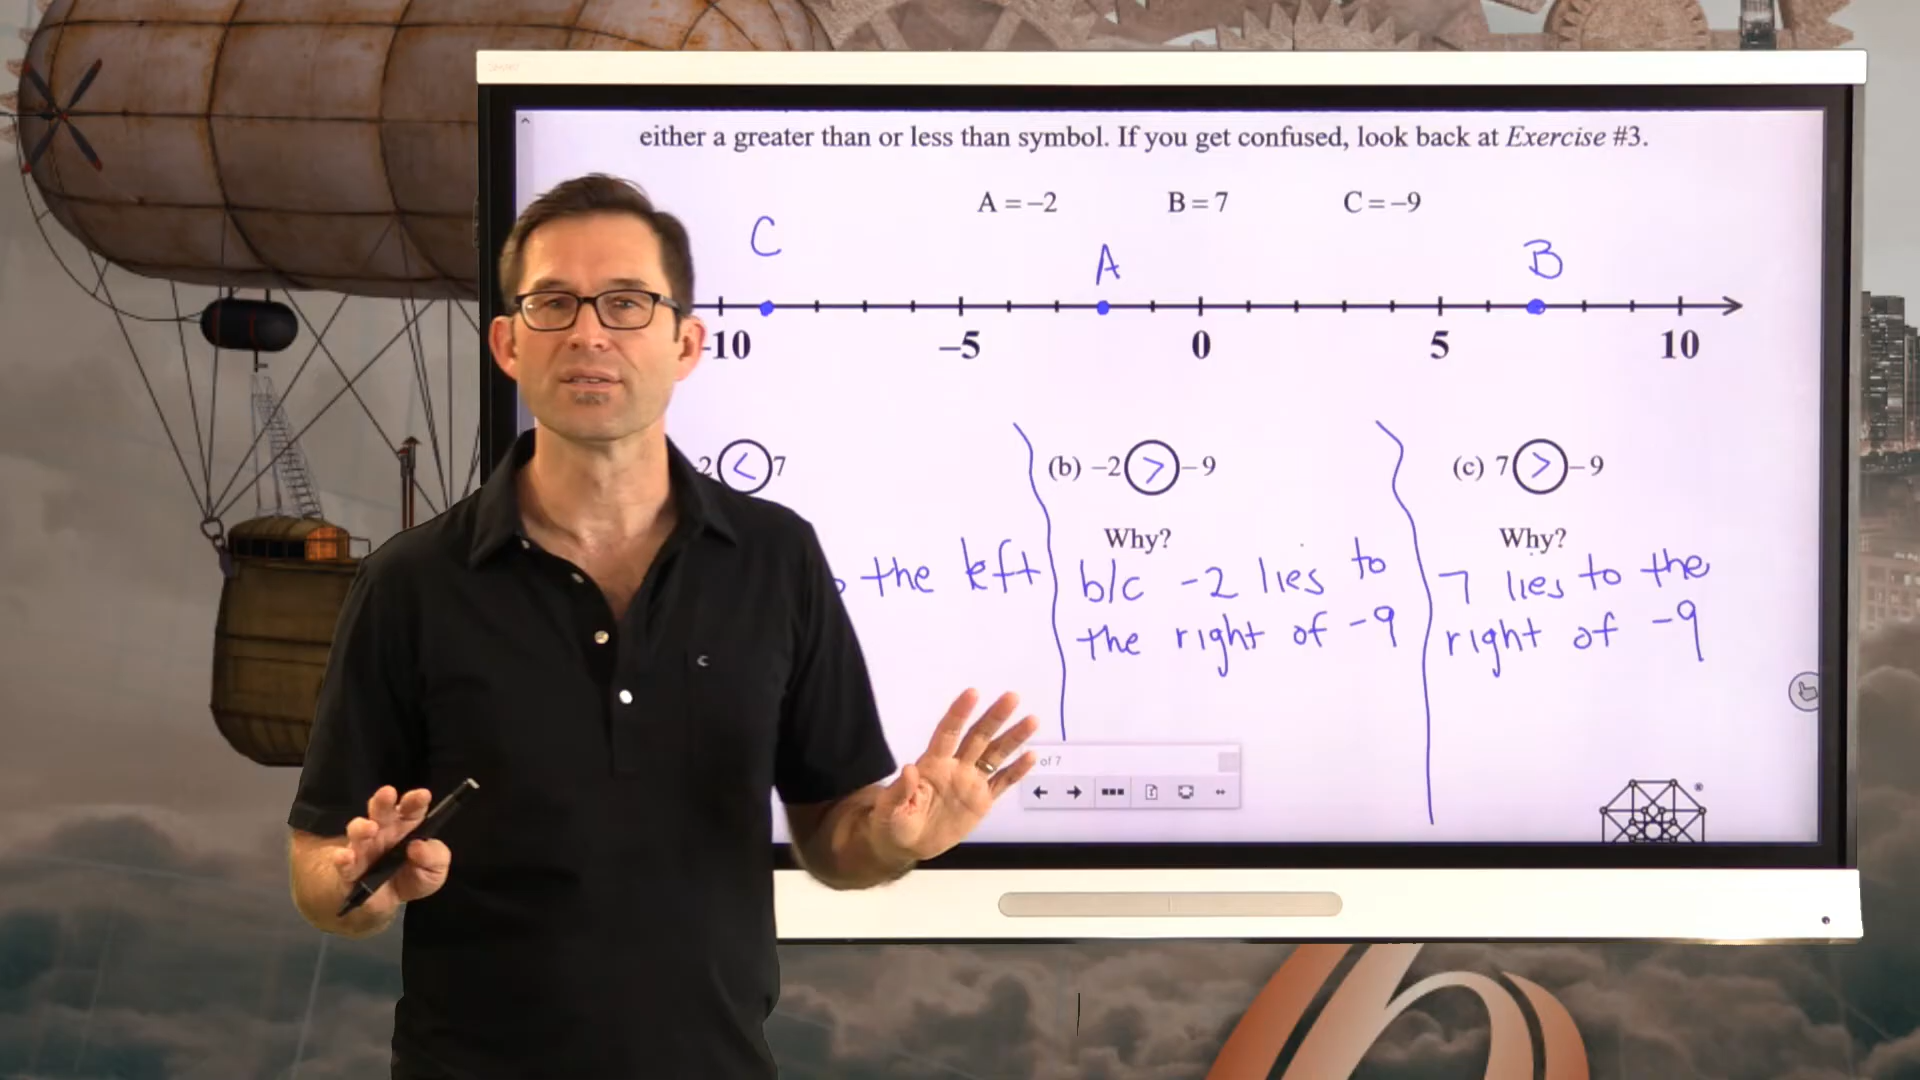 either a greater than or less than symbol. If you get confused, look back at Exercise #3.
A = –2 B = 7 C = –9
C A B
-10 –5 0 5 10
2 < 7 (b) –2 > – 9 (c) 7 > – 9
Why? Why?
the left b/c -2 lies to 7 lies to the
the right of -9 right of -9
of 7